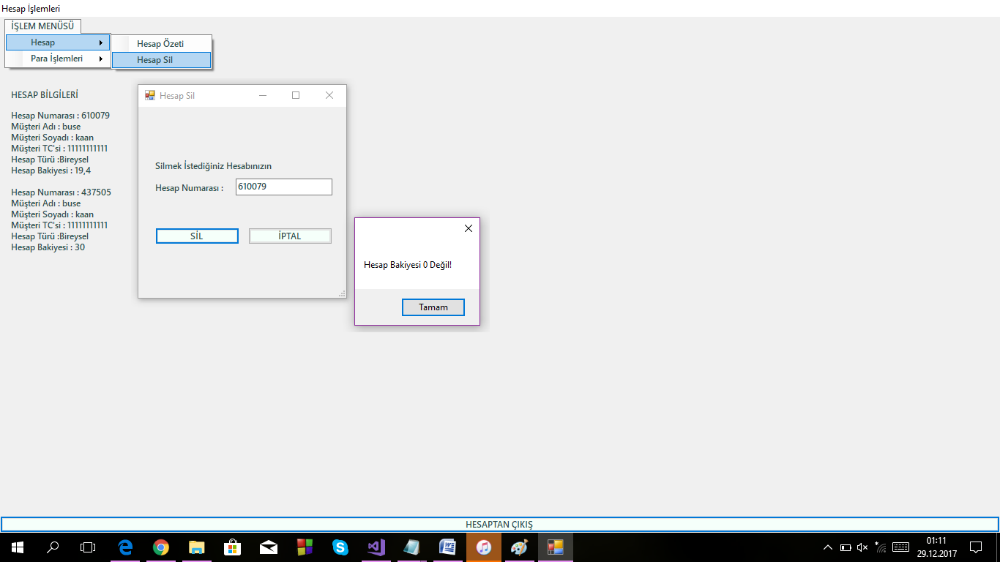 Hesap İşlemleri
İŞLEM MENÜSÜ
Hesap
Para İşlemleri
Hesap Özeti
Hesap Sil
HESAP BİLGİLERİ
Hesap Numarası : 610079
Müşteri Adı : buse
Müşteri Soyadı : kaan
Müşteri TC'si : 11111111111
Hesap Türü :Bireysel
Hesap Bakiyesi : 19,4
Hesap Numarası : 437505
Müşteri Adı : buse
Müşteri Soyadı : kaan
Müşteri TC'si : 11111111111
Hesap Türü :Bireysel
Hesap Bakiyesi : 30
Hesap Sil
Silmek İstediğiniz Hesabınızın
Hesap Numarası : 610079
SİL
İPTAL
Hesap Bakiyesi 0 Değil!
Tamam
HESAPTAN ÇIKIŞ
01:11
29.12.2017